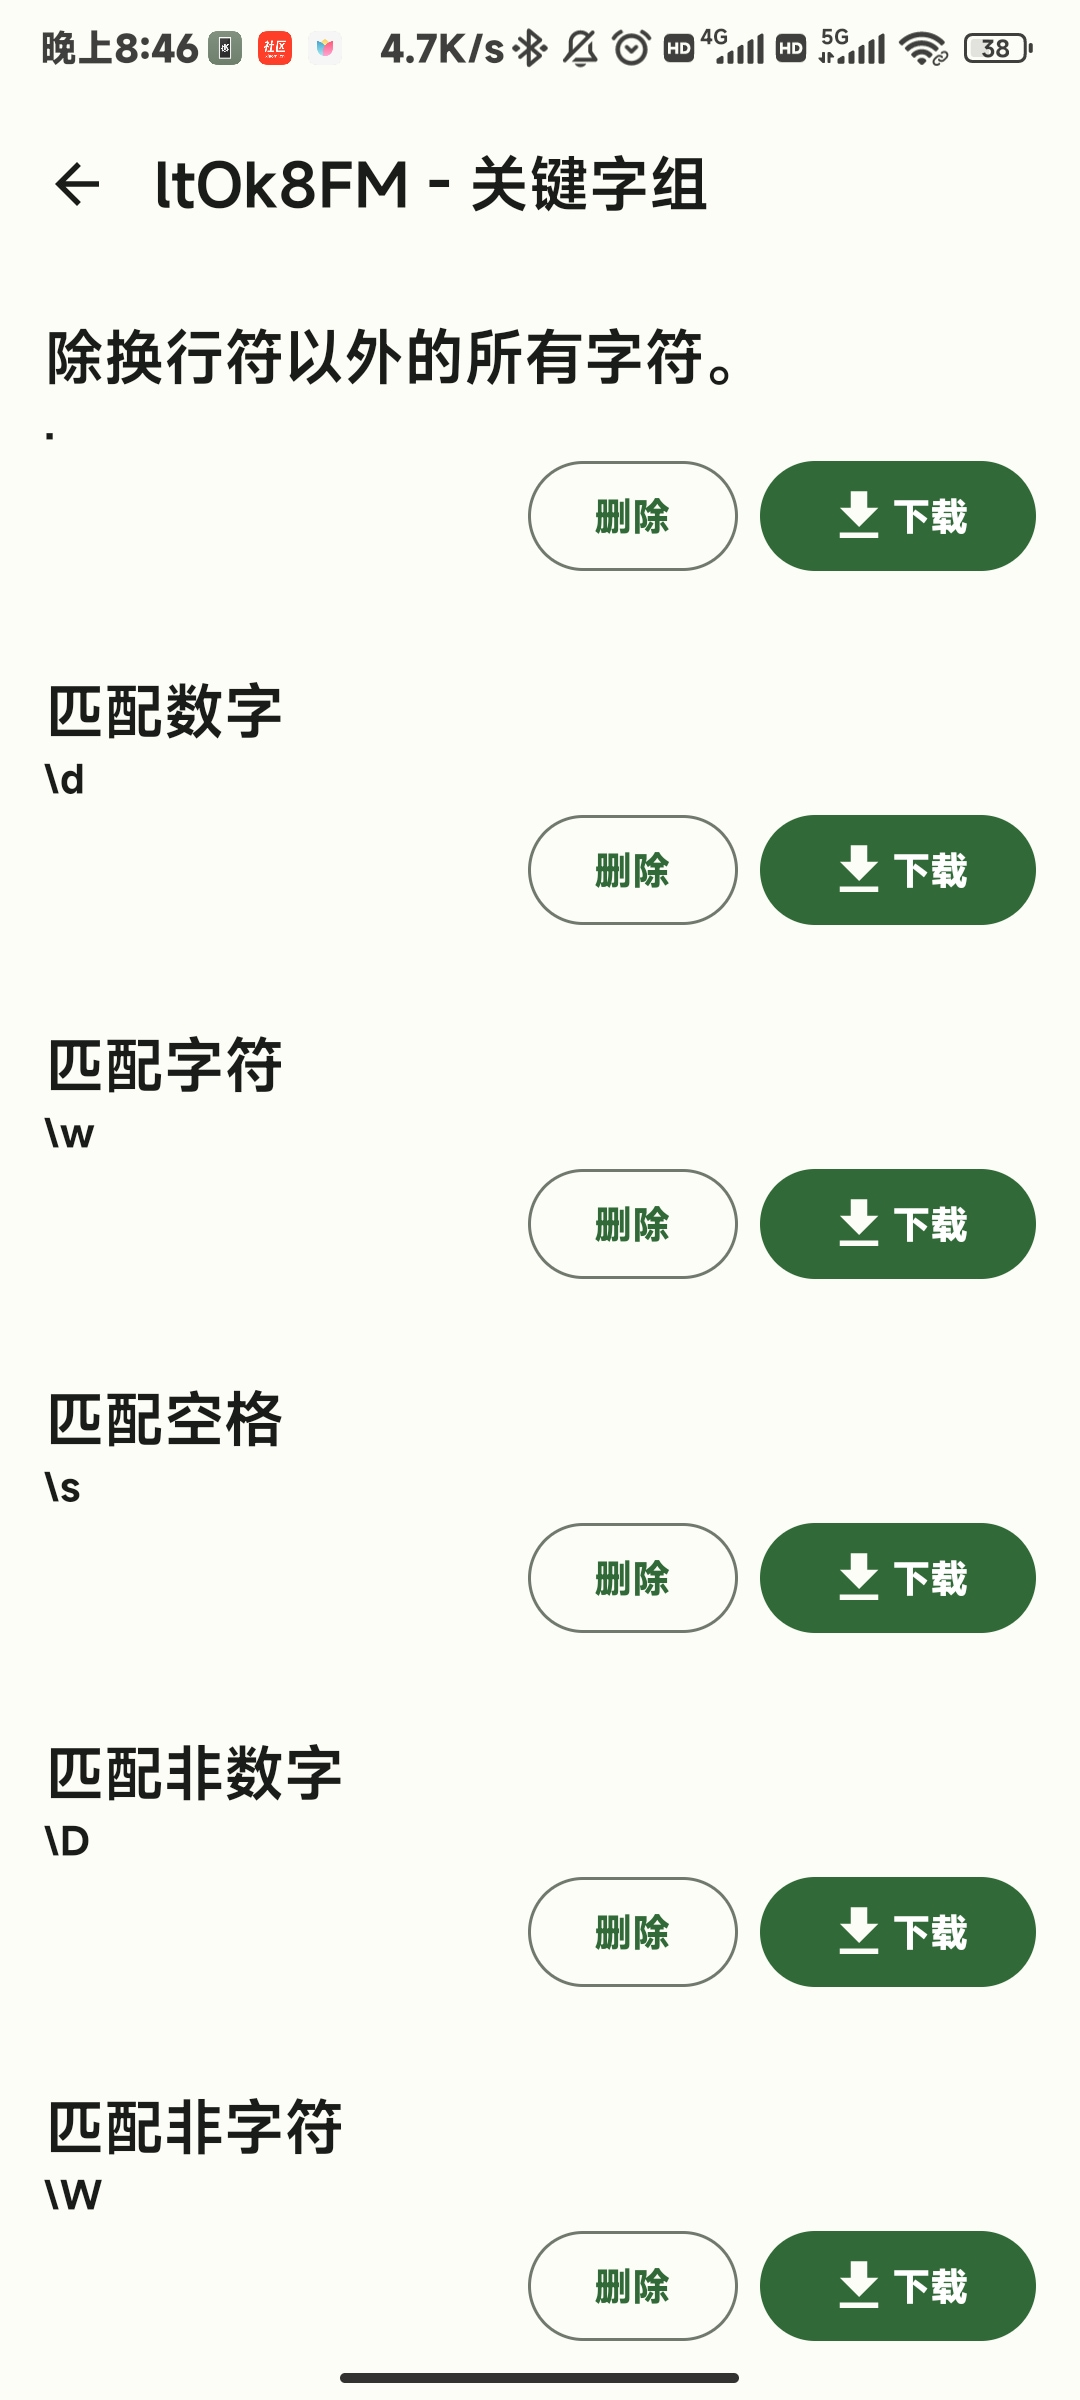 晚上8:46 社区 4.7K/s HD 4G HD 5G 38
ltOk8FM - 关键字组
除换行符以外的所有字符。
.
删除 下载
匹配数字
\d
删除 下载
匹配字符
\w
删除 下载
匹配空格
\s
删除 下载
匹配非数字
\D
删除 下载
匹配非字符
\W
删除 下载